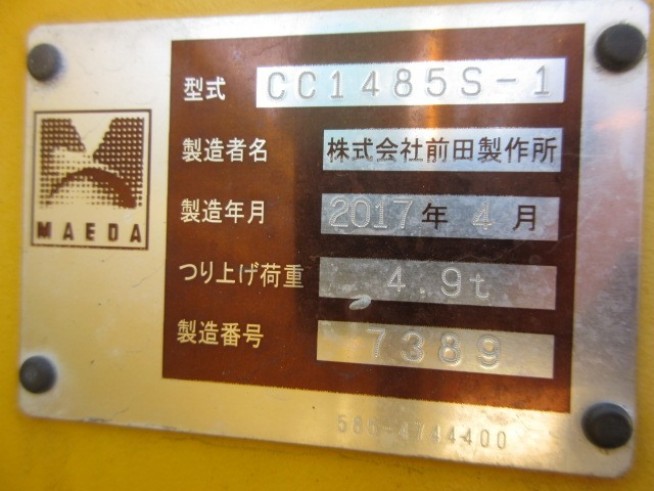 型式 CC1485S-1
MAEDA
製造者名 株式会社前田製作所
製造年月 2017年 4月
つり上げ荷重 4.9t
製造番号 7389